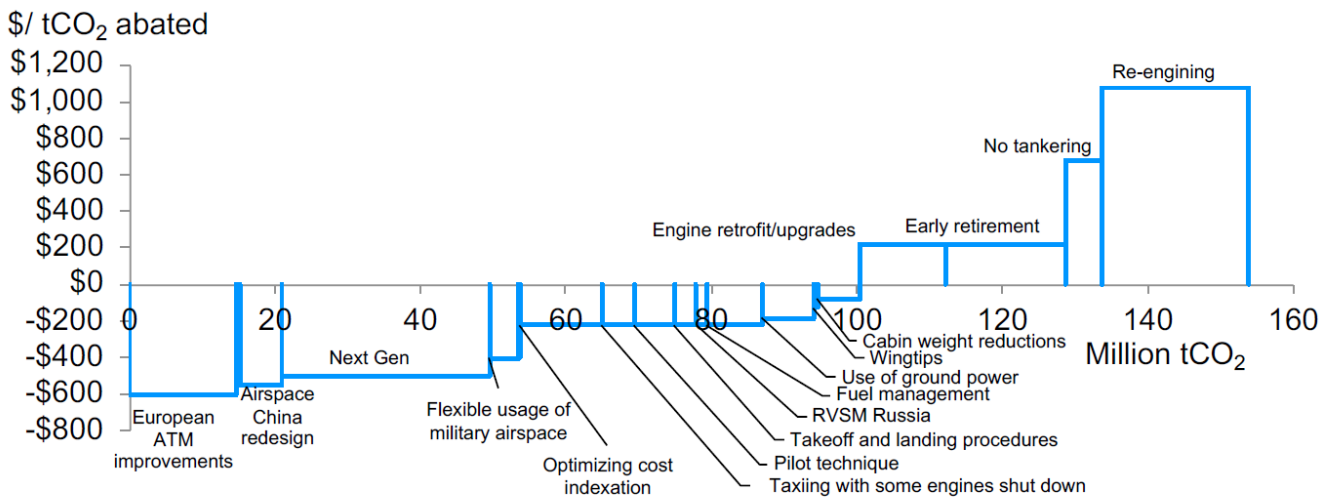 $/ tCO2 abated
$1,200
$1,000
$800
$600
$400
$200
$0
-$200
-$400
-$600
-$800
0
20
40
60
80
100
120
140
160
Million tCO2
European
ATM
improvements
Airspace
China
redesign
Next Gen
Flexible usage of
military airspace
Optimizing cost
indexation
Taxiing with some engines shut down
Pilot technique
Takeoff and landing procedures
RVSM Russia
Fuel management
Use of ground power
Wingtips
Cabin weight reductions
Engine retrofit/upgrades
Early retirement
No tankering
Re-engining